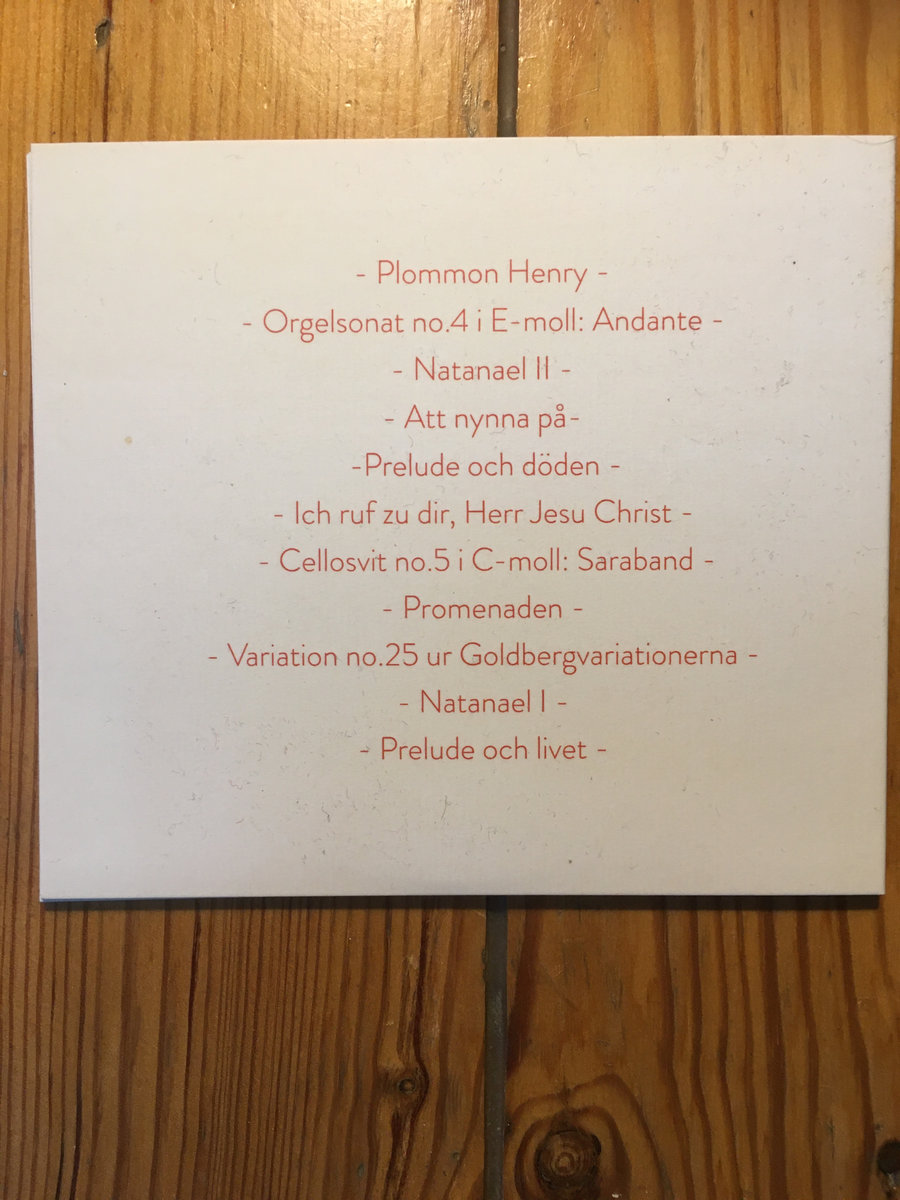 - Plommon Henry -
- Orgelsonat no.4 i E-moll: Andante -
- Natanael II -
- Att nynna på-
-Prelude och döden -
- Ich ruf zu dir, Herr Jesu Christ -
- Cellosvit no.5 i C-moll: Saraband -
- Promenaden -
- Variation no.25 ur Goldbergvariationerna -
- Natanael I -
- Prelude och livet -